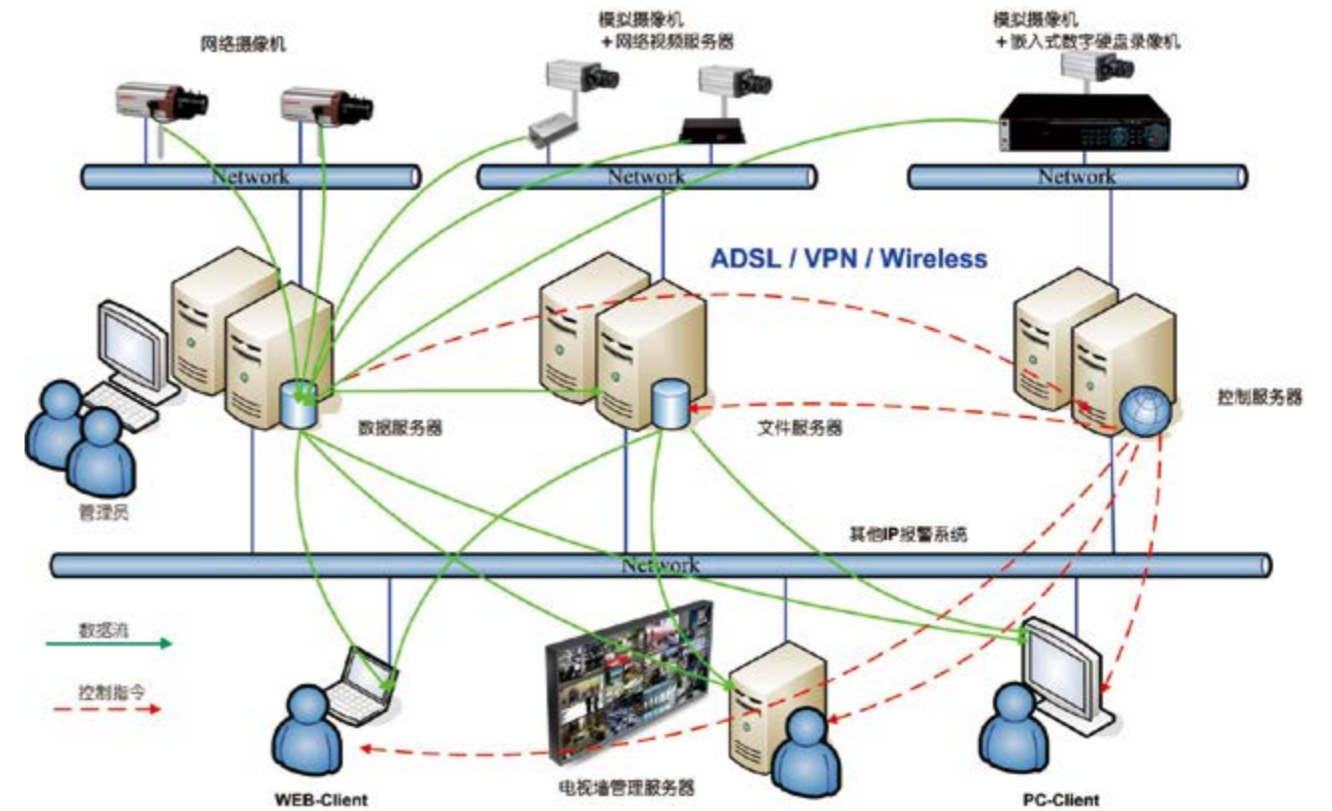 网络摄像机
模拟摄像机
+网络视频服务器
模拟摄像机
+嵌入式数字硬盘录像机
Network
Network
Network
ADSL / VPN / Wireless
数据服务器
文件服务器
控制服务器
管理员
其他IP报警系统
Network
数据流
控制指令
WEB-Client
电视墙管理服务器
PC-Client